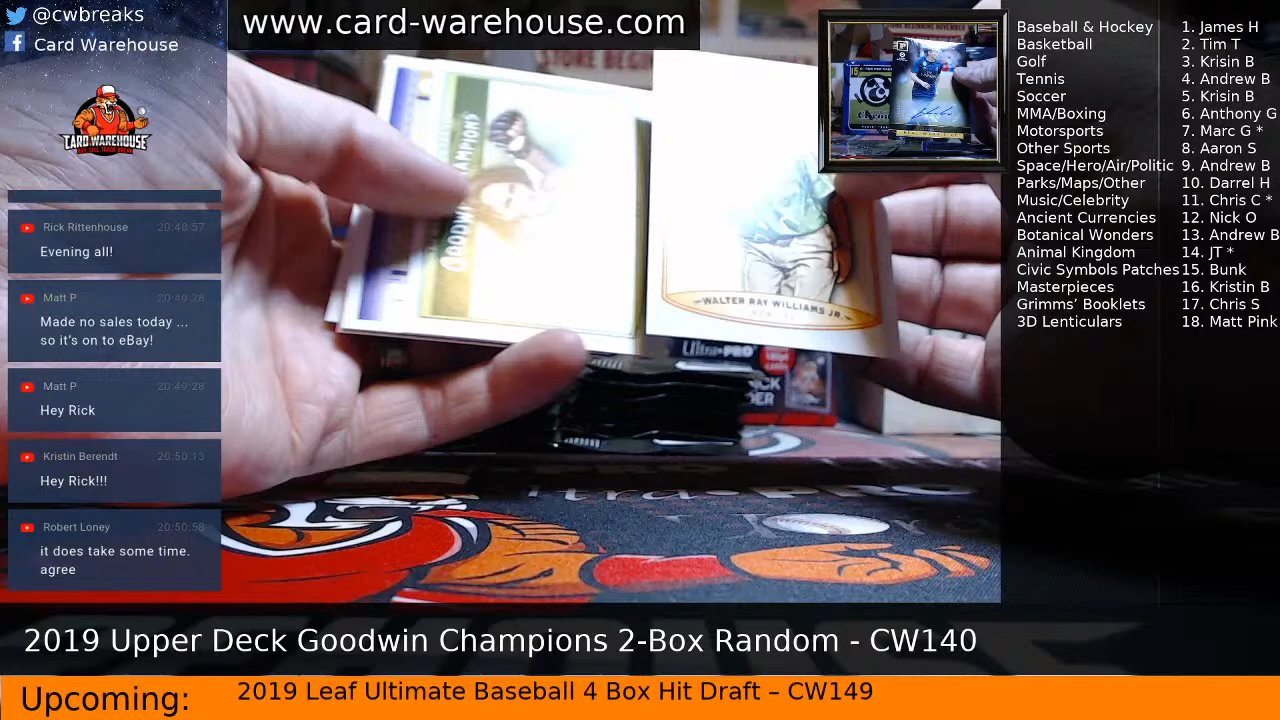 @cwbreaks
Card Warehouse
CARD WAREHOUSE
www.card-warehouse.com
Rick Rittenhouse 20:48:57
Evening all!
Matt P 20:49:28
Made no sales today ...
so it's on to eBay!
Matt P 20:49:28
Hey Rick
Kristin Berendt 20:50:13
Hey Rick!!!
Robert Loney 20:50:58
it does take some time.
agree
STORE
WALTER RAY WILLIAMS JR.
ULTRA-PRO
Baseball & Hockey 1. James H
Basketball 2. Tim T
Golf 3. Krisin B
Tennis 4. Andrew B
Soccer 5. Krisin B
MMA/Boxing 6. Anthony G
Motorsports 7. Marc G *
Other Sports 8. Aaron S
Space/Hero/Air/Politic 9. Andrew B
Parks/Maps/Other 10. Darrel H
Music/Celebrity 11. Chris C *
Ancient Currencies 12. Nick O
Botanical Wonders 13. Andrew B
Animal Kingdom 14. JT *
Civic Symbols Patches 15. Bunk
Masterpieces 16. Kristin B
Grimms' Booklets 17. Chris S
3D Lenticulars 18. Matt Pink
2019 Upper Deck Goodwin Champions 2-Box Random - CW140
Upcoming:
2019 Leaf Ultimate Baseball 4 Box Hit Draft – CW149